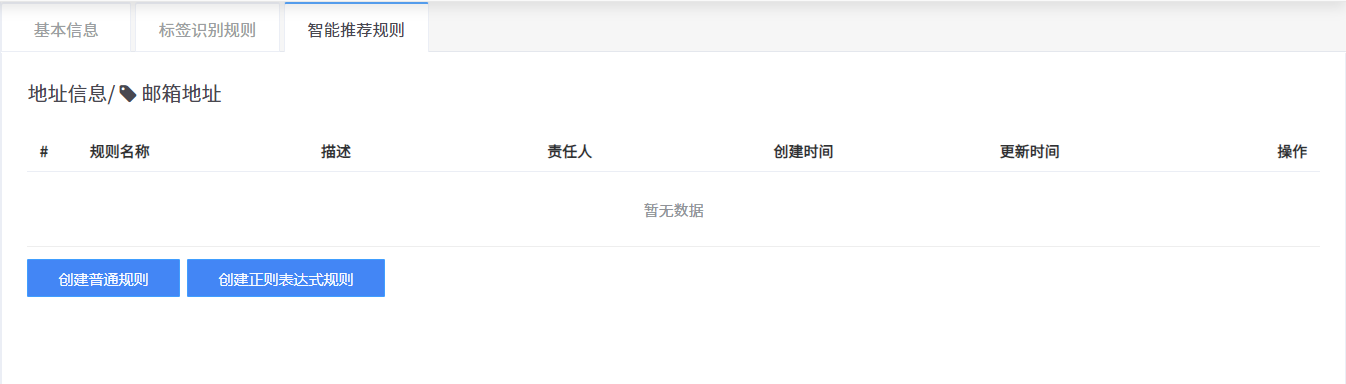 基本信息 标签识别规则 智能推荐规则
地址信息/ 邮箱地址
# 规则名称 描述 责任人 创建时间 更新时间 操作
暂无数据
创建普通规则 创建正则表达式规则